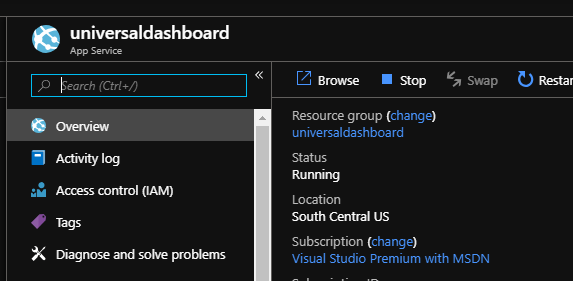 universaldashboard
App Service
Search (Ctrl+/)
«
Browse
Stop
Swap
Restar
Overview
Activity log
Access control (IAM)
Tags
Diagnose and solve problems
Resource group (change)
universaldashboard
Status
Running
Location
South Central US
Subscription (change)
Visual Studio Premium with MSDN